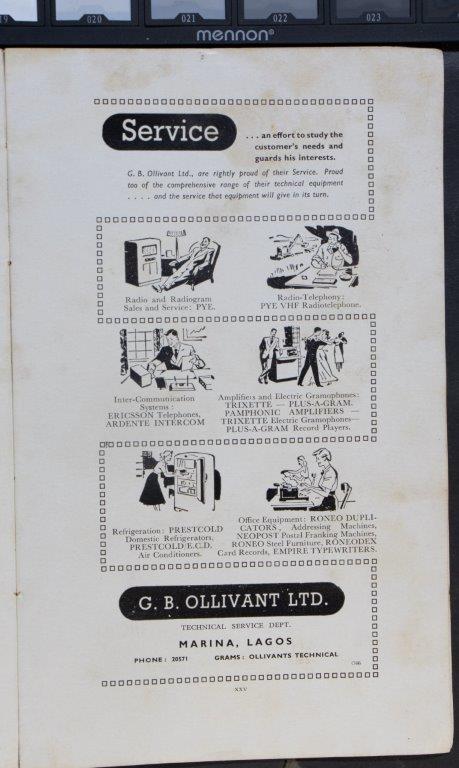 020
021
022
023
mennon®
Service
... an effort to study the
customer's needs and
guards his interests.
G. B. Ollivant Ltd., are rightly proud of their Service. Proud
too of the comprehensive range of their technical equipment
. . . . and the service that equipment will give in its turn.
Radio and Radiogram
Sales and Service: PYE.
Radio-Telephony:
PYE VHF Radiotelephone.
Inter-Communication
Systems:
ERICSSON Telephones,
ARDENTE INTERCOM
Amplifiers and Electric Gramophones:
TRIXETTE — PLUS-A-GRAM.
PAMPHONIC AMPLIFIERS —
TRIXETTE Electric Gramophones—
PLUS-A-GRAM Record Players.
Refrigeration: PRESTCOLD
Domestic Refrigerators,
PRESTCOLD/E.C.D.
Air Conditioners.
Office Equipment: RONEO DUPLI-
CATORS, Addressing Machines,
NEOPOST Postal Franking Machines,
RONEO Steel Furniture, RONEODEX
Card Records, EMPIRE TYPEWRITERS.
G. B. OLLIVANT LTD.
TECHNICAL SERVICE DEPT.
MARINA, LAGOS
PHONE: 20571 GRAMS: OLLIVANTS TECHNICAL
xxv